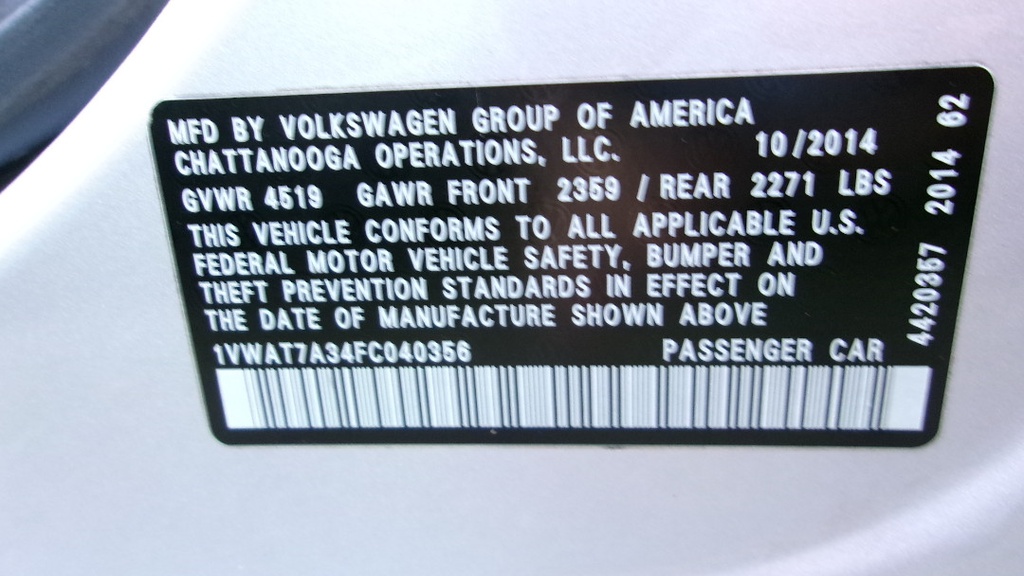 MFD BY VOLKSWAGEN GROUP OF AMERICA
CHATTANOOGA OPERATIONS, LLC. 10/2014
GVWR 4519 GAWR FRONT 2359 / REAR 2271 LBS
THIS VEHICLE CONFORMS TO ALL APPLICABLE U.S.
FEDERAL MOTOR VEHICLE SAFETY, BUMPER AND
THEFT PREVENTION STANDARDS IN EFFECT ON
THE DATE OF MANUFACTURE SHOWN ABOVE
1VWAT7A34FC040356 PASSENGER CAR
4420357 2014 62